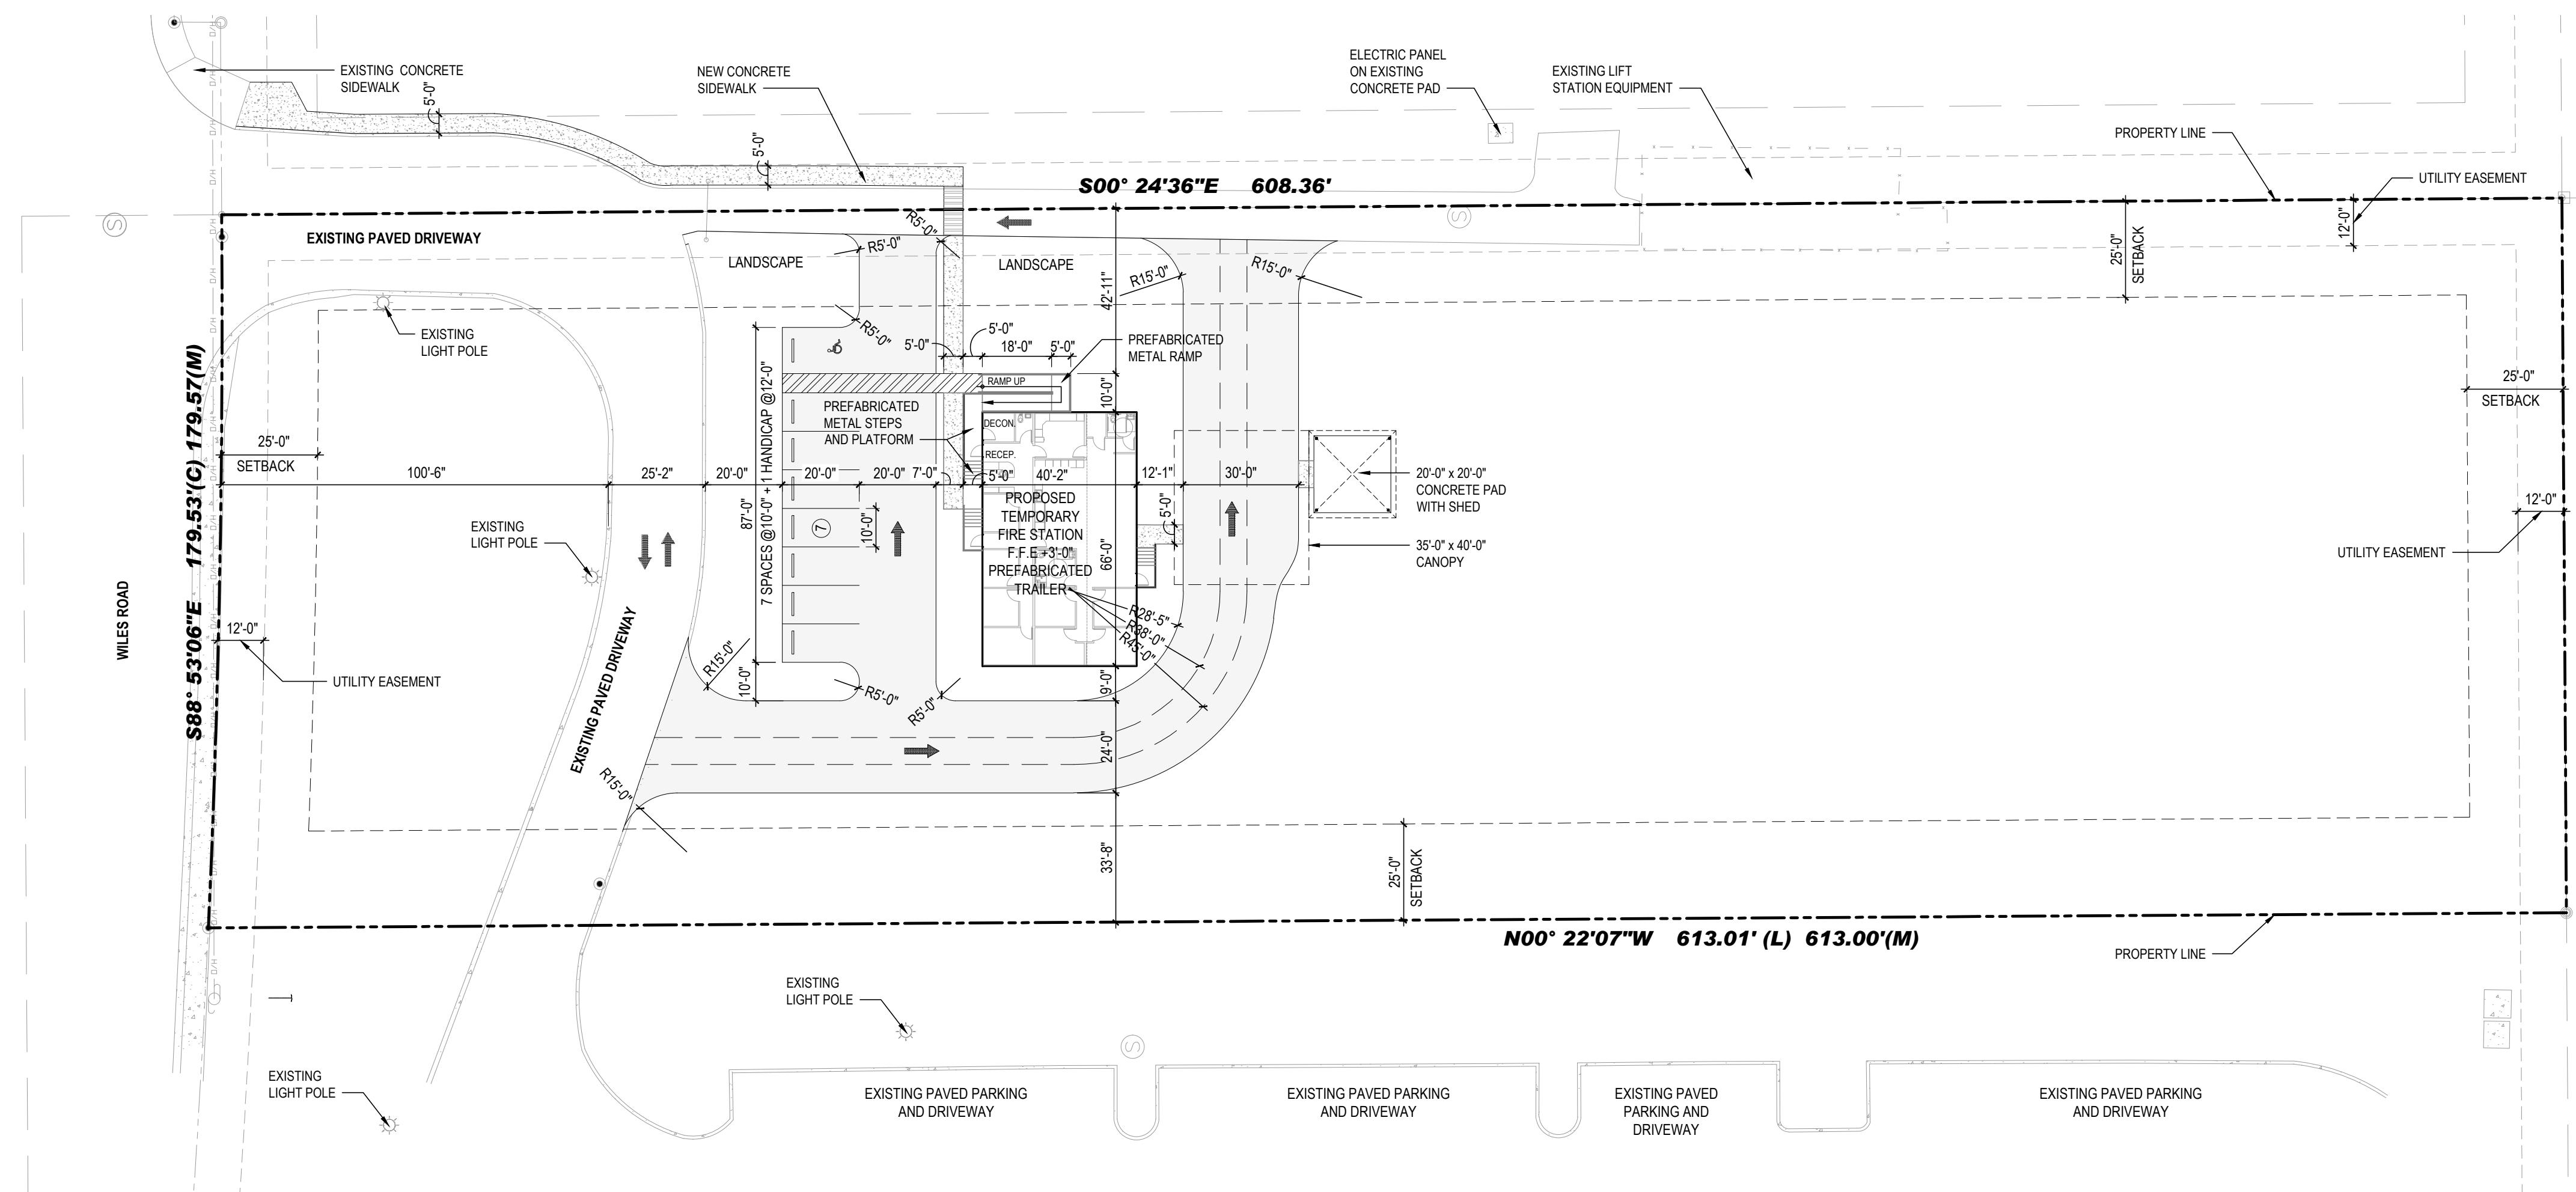 EXISTING CONCRETE
SIDEWALK
5'-0"
NEW CONCRETE
SIDEWALK
5'-0"
ELECTRIC PANEL
ON EXISTING
CONCRETE PAD
EXISTING LIFT
STATION EQUIPMENT
PROPERTY LINE
UTILITY EASEMENT
S00° 24'36"E 608.36'
EXISTING PAVED DRIVEWAY
LANDSCAPE
R5'-0"
R5'-0"
LANDSCAPE
42'-11"
R15'-0"
R15'-0"
25'-0"
SETBACK
12'-0"
EXISTING
LIGHT POLE
R5'-0"
5'-0"
5'-0"
18'-0"
5'-0"
PREFABRICATED
METAL RAMP
RAMP UP
10'-0"
PREFABRICATED
METAL STEPS
AND PLATFORM
DECON.
RECEP.
25'-0"
SETBACK
25'-0"
SETBACK
S88° 53'06"E 179.53'(C) 179.57(M)
100'-6"
25'-2"
20'-0"
20'-0"
20'-0"
7'-0"
5'-0"
40'-2"
12'-1"
30'-0"
87'-0"
7 SPACES @10'-0" + 1 HANDICAP @12'-0"
7
10'-0"
PROPOSED
TEMPORARY
FIRE STATION
F.F.E +3'-0"
PREFABRICATED
TRAILER
66'-0"
5'-0"
20'-0" x 20'-0"
CONCRETE PAD
WITH SHED
35'-0" x 40'-0"
CANOPY
12'-0"
UTILITY EASEMENT
EXISTING
LIGHT POLE
WILES ROAD
12'-0"
UTILITY EASEMENT
EXISTING PAVED DRIVEWAY
R15'-0"
10'-0"
R5'-0"
R5'-0"
9'-0"
R28'-5"
R38'-0"
R45'-0"
24'-0"
R15'-0"
33'-8"
25'-0"
SETBACK
N00° 22'07"W 613.01' (L) 613.00'(M)
PROPERTY LINE
EXISTING
LIGHT POLE
EXISTING
LIGHT POLE
EXISTING PAVED PARKING
AND DRIVEWAY
EXISTING PAVED PARKING
AND DRIVEWAY
EXISTING PAVED
PARKING AND
DRIVEWAY
EXISTING PAVED PARKING
AND DRIVEWAY